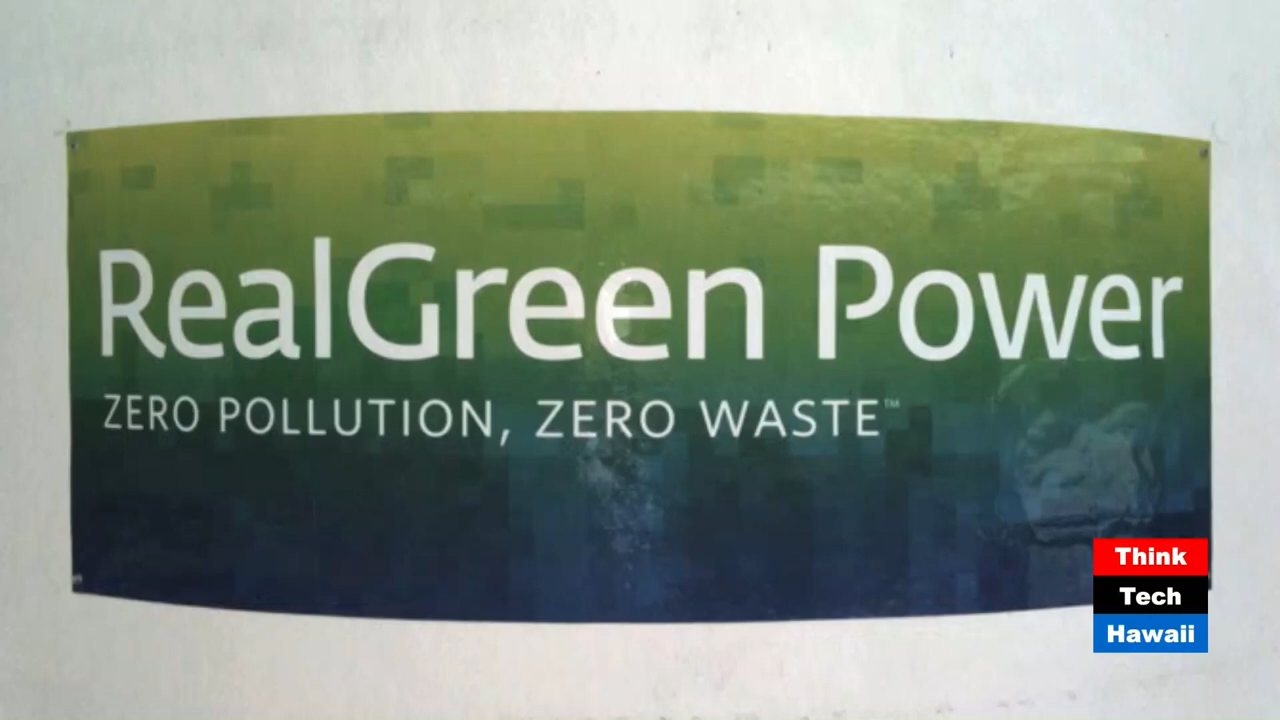 RealGreen Power
ZERO POLLUTION, ZERO WASTE™
Think
Tech
Hawaii